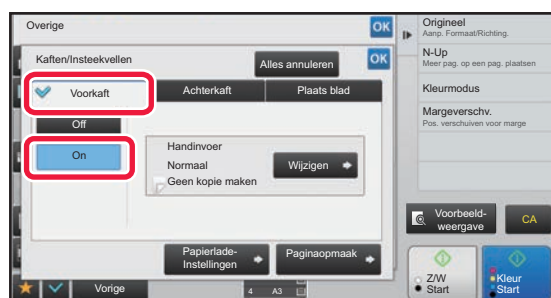 Overige
OK
Kaften/Insteekvellen
Alles annuleren
OK
Voorkaft
Achterkaft
Plaats blad
Off
On
Handinvoer
Normaal
Geen kopie maken
Wijzigen
Papierlade-
Instellingen
Paginaopmaak
Vorige
4
A3
Origineel
Aanp. Formaat/Richting.
N-Up
Meer pag. op een pag. plaatsen
Kleurmodus
Margeverschv.
Pos. verschuiven voor marge
Voorbeeld-
weergave
CA
Z/W
Start
Kleur
Start